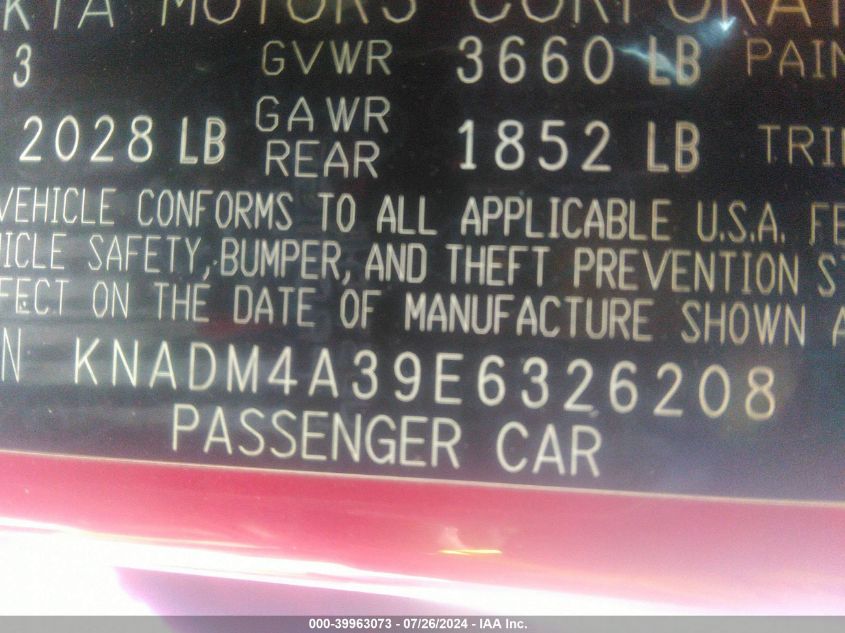 KIA MOTORS CORPORAT
3 GVWR 3660 LB PAIN
2028 LB GAWR REAR 1852 LB TRI
VEHICLE CONFORMS TO ALL APPLICABLE U.S.A. FE
ICLE SAFETY, BUMPER, AND THEFT PREVENTION ST
FECT ON THE DATE OF MANUFACTURE SHOWN A
N KNADM4A39E6326208
PASSENGER CAR
000-39963073 - 07/26/2024 - IAA Inc.